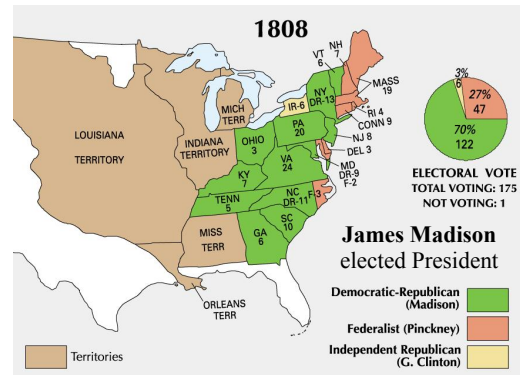 1808
VT
6
NH
7
MASS
19
NY
DR-13
IR-6
MICH
TERR
RI 4
CONN 9
PA
20
NJ 8
LOUISIANA
TERRITORY
INDIANA
TERRITORY
OHIO
3
DEL 3
MD
DR-9
F-2
VA
24
KY
7
NC
DR-11
F-3
TENN
5
SC
10
MISS
TERR
GA
6
ORLEANS
TERR
3%
6
27%
47
70%
122
ELECTORAL VOTE
TOTAL VOTING: 175
NOT VOTING: 1
James Madison
elected President
Democratic-Republican
(Madison)
Federalist (Pinckney)
Independent Republican
(G. Clinton)
Territories